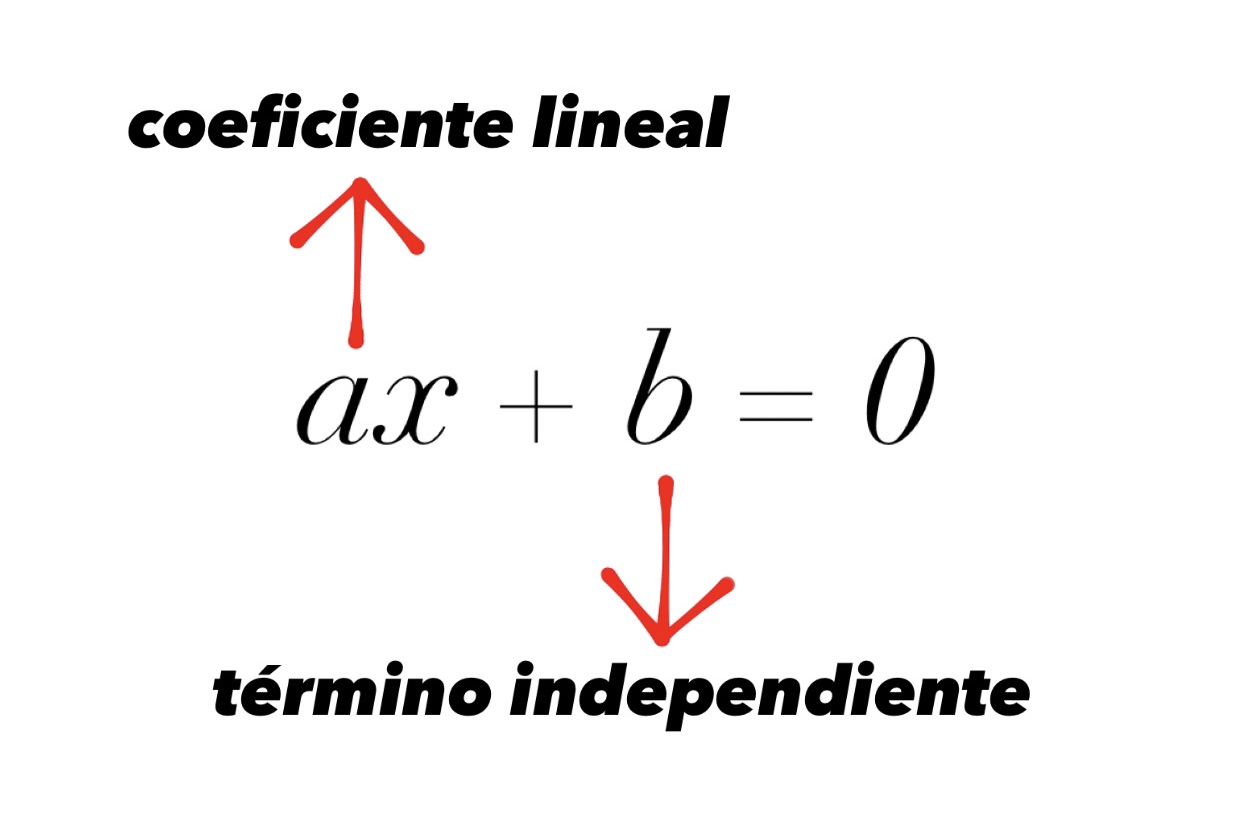 coeficiente lineal
ax + b = 0
término independiente